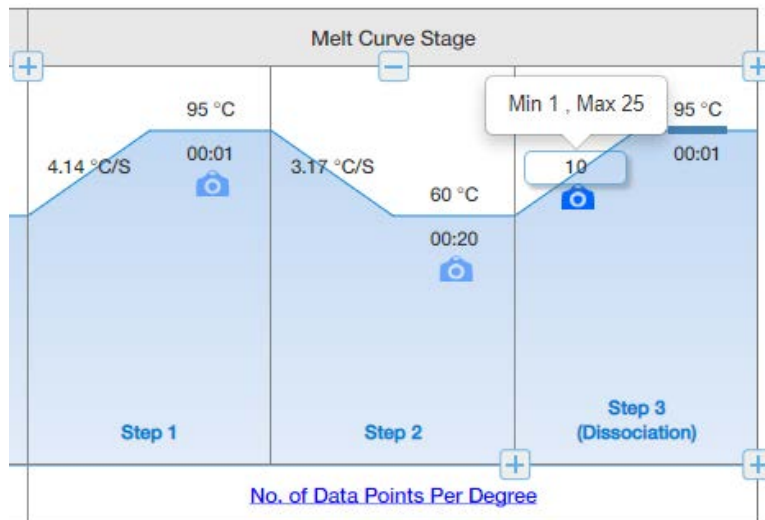 Melt Curve Stage
95 °C
4.14 °C/S
00:01
Step 1
3.17 °C/S
60 °C
00:20
Step 2
Min 1 , Max 25
10
95 °C
00:01
Step 3
(Dissociation)
No. of Data Points Per Degree